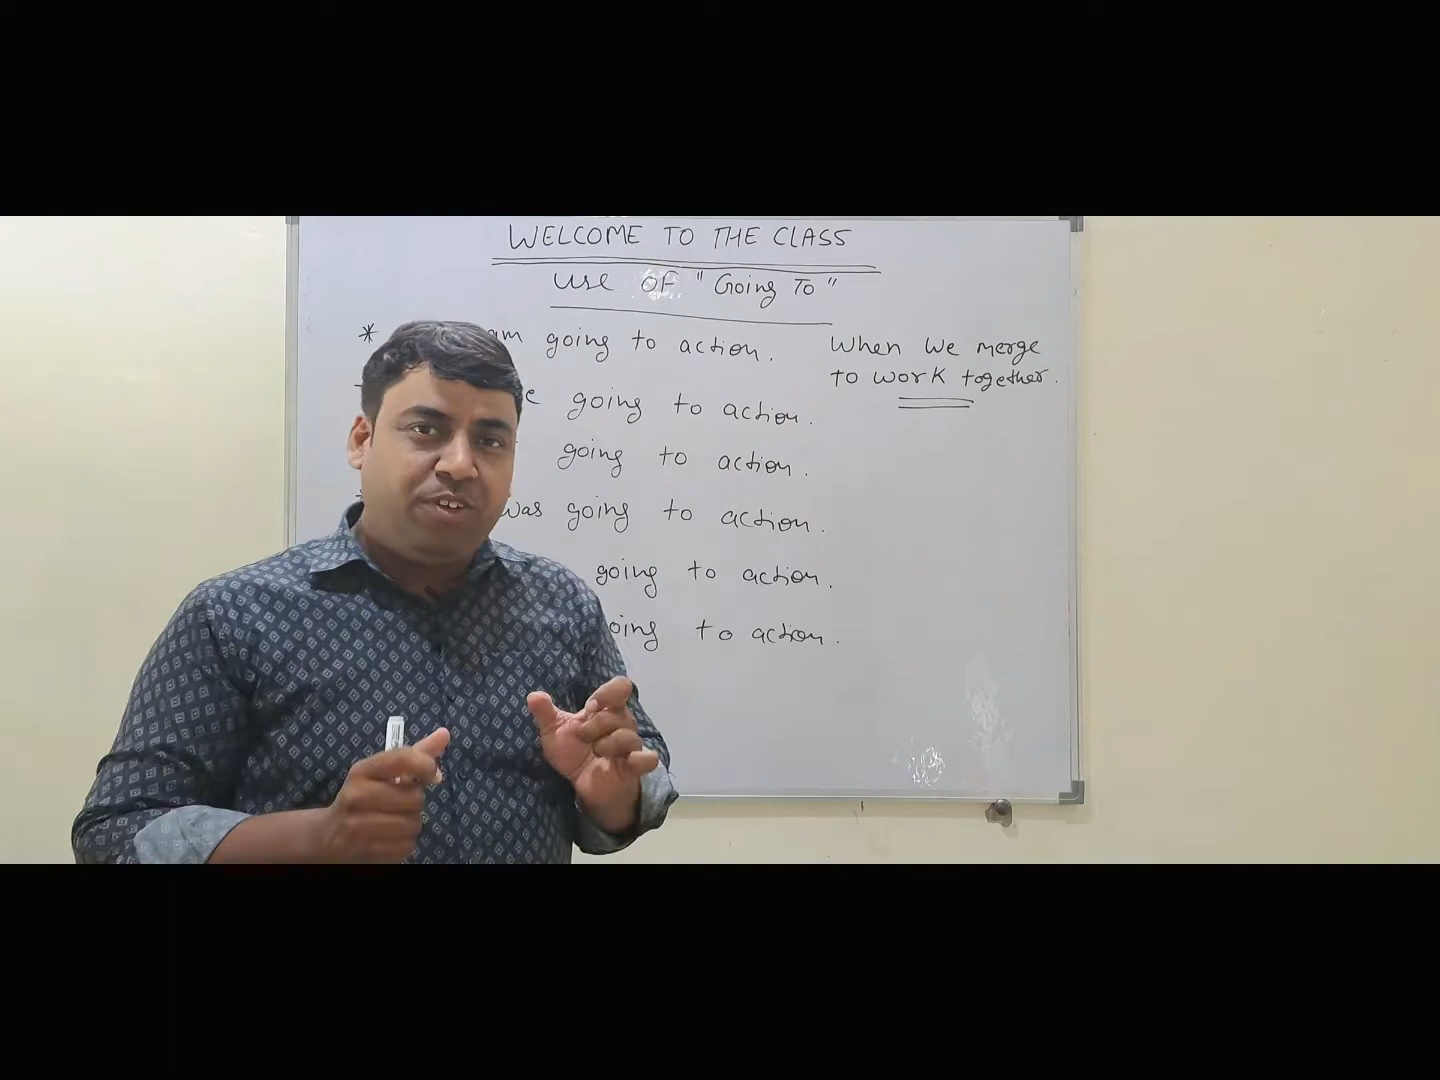 WELCOME TO THE CLASS
Use OF "Going To"
* am going to action.
going to action.
going to action.
was going to action.
going to action.
to action.
When we merge
to work together.